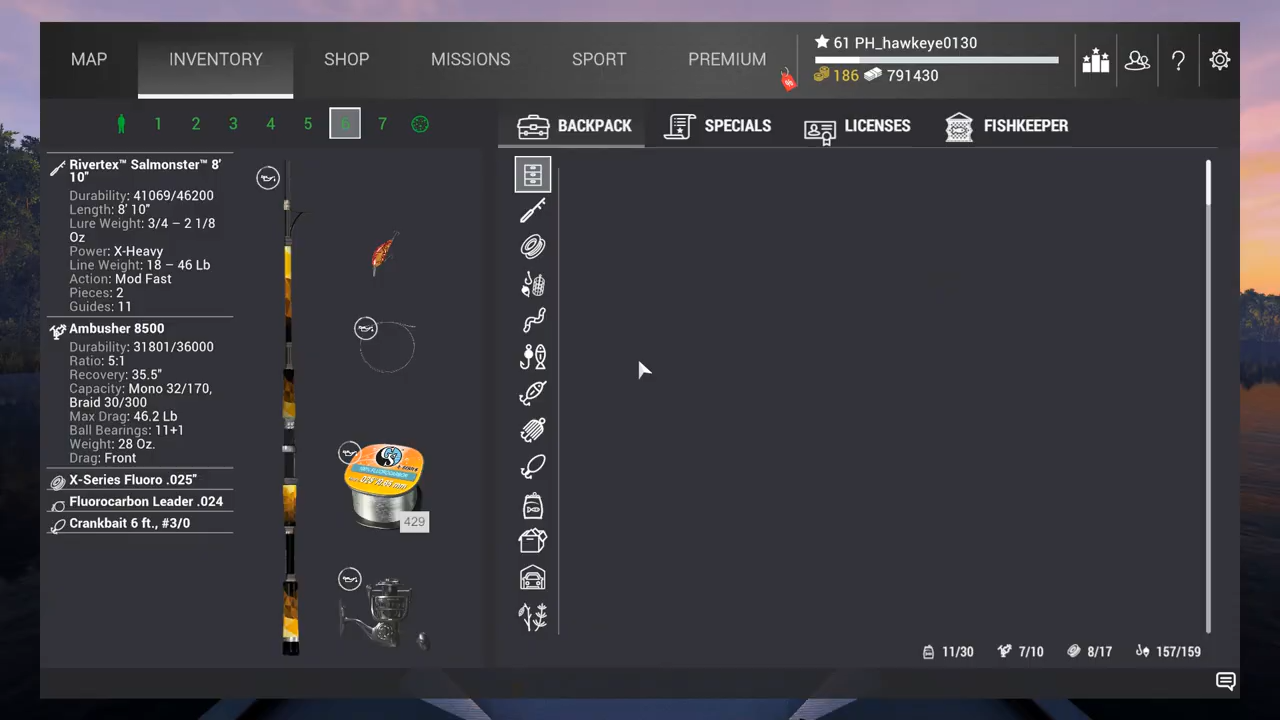 MAP
INVENTORY
SHOP
MISSIONS
SPORT
PREMIUM
61 PH_hawkeye0130
186 791430
?
1 2 3 4 5 6 7
BACKPACK
SPECIALS
LICENSES
FISHKEEPER
Rivertex™ Salmonster™ 8'
10"
Durability: 41069/46200
Length: 8' 10"
Lure Weight: 3/4 – 2 1/8
Oz
Power: X-Heavy
Line Weight: 18 – 46 Lb
Action: Mod Fast
Pieces: 2
Guides: 11
Ambusher 8500
Durability: 31801/36000
Ratio: 5:1
Recovery: 35.5"
Capacity: Mono 32/170,
Braid 30/300
Max Drag: 46.2 Lb
Ball Bearings: 11+1
Weight: 28 Oz.
Drag: Front
X-Series Fluoro .025"
Fluorocarbon Leader .024
Crankbait 6 ft., #3/0
429
11/30 7/10 8/17 157/159